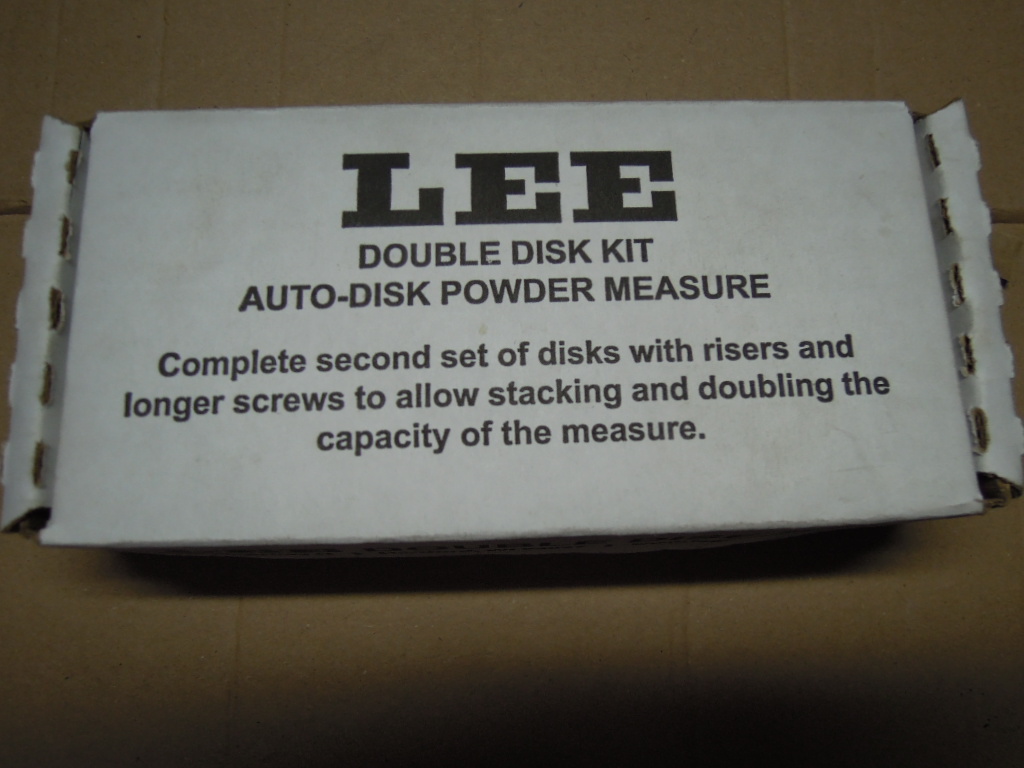 LEE
DOUBLE DISK KIT
AUTO-DISK POWDER MEASURE
Complete second set of disks with risers and
longer screws to allow stacking and doubling the
capacity of the measure.